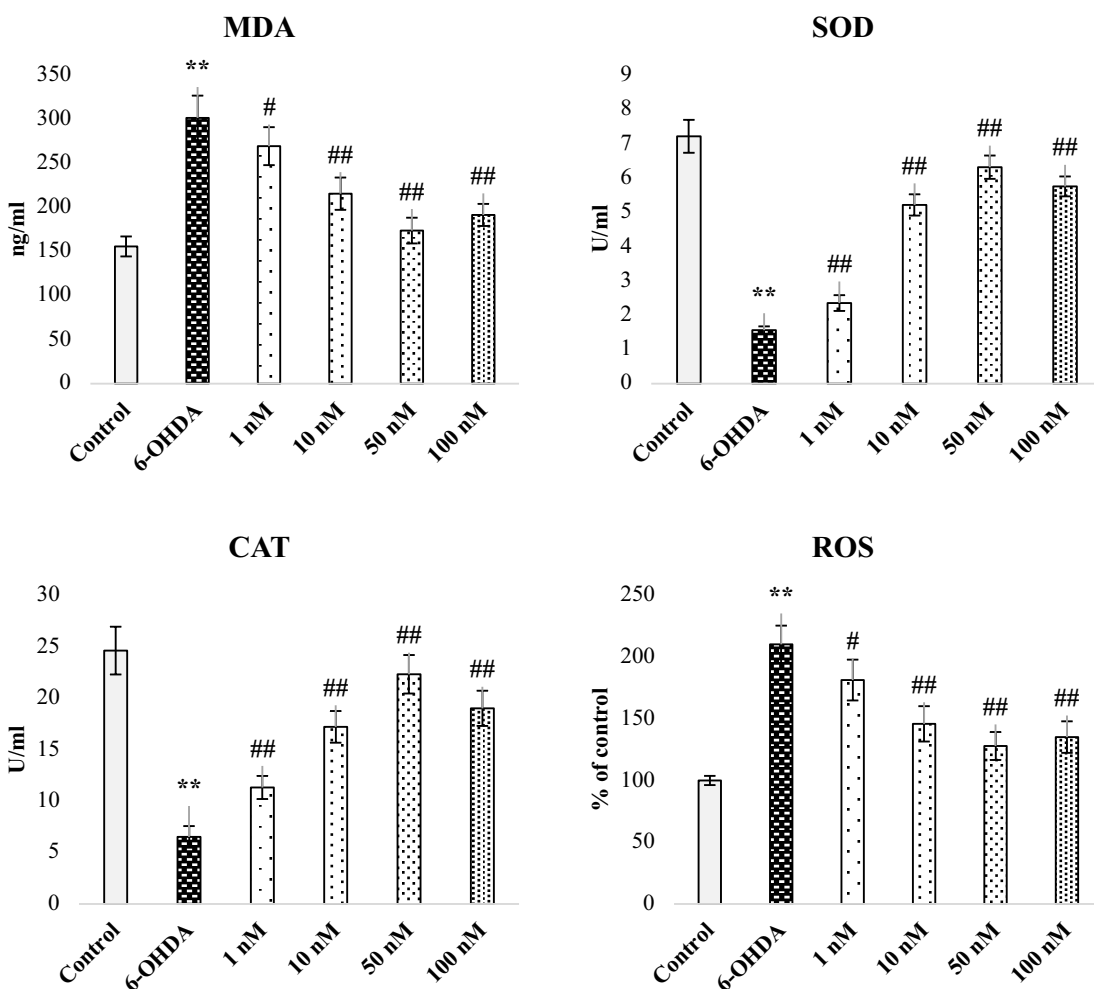 MDA
ng/ml
350
300
250
200
150
100
50
0
**
#
##
##
##
Control
6-OHDA
1 nM
10 nM
50 nM
100 nM
SOD
U/ml
9
8
7
6
5
4
3
2
1
0
**
##
##
##
##
Control
6-OHDA
1 nM
10 nM
50 nM
100 nM
CAT
U/ml
30
25
20
15
10
5
0
**
##
##
##
##
Control
6-OHDA
1 nM
10 nM
50 nM
100 nM
ROS
% of control
250
200
150
100
50
0
**
#
##
##
##
Control
6-OHDA
1 nM
10 nM
50 nM
100 nM